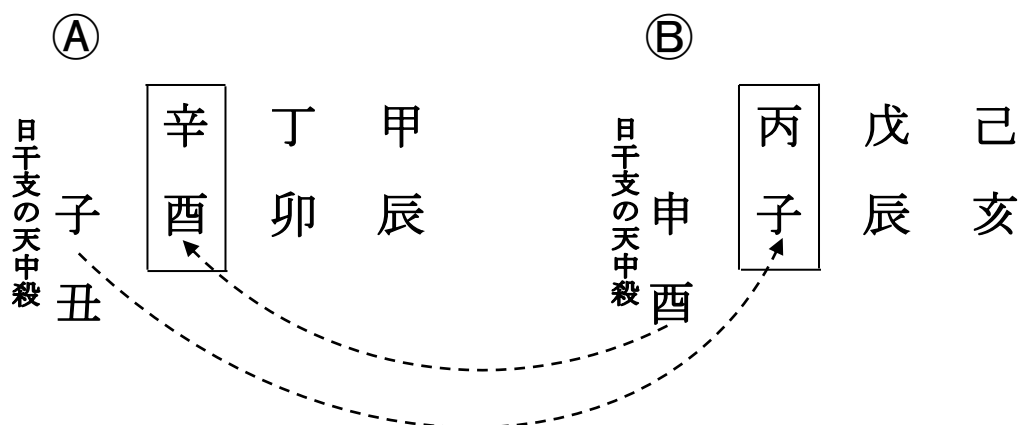 Ⓐ
日干支の天中殺
子
丑
辛 丁 甲
酉 卯 辰
Ⓑ
日干支の天中殺
申
酉
丙 戊 己
子 辰 亥